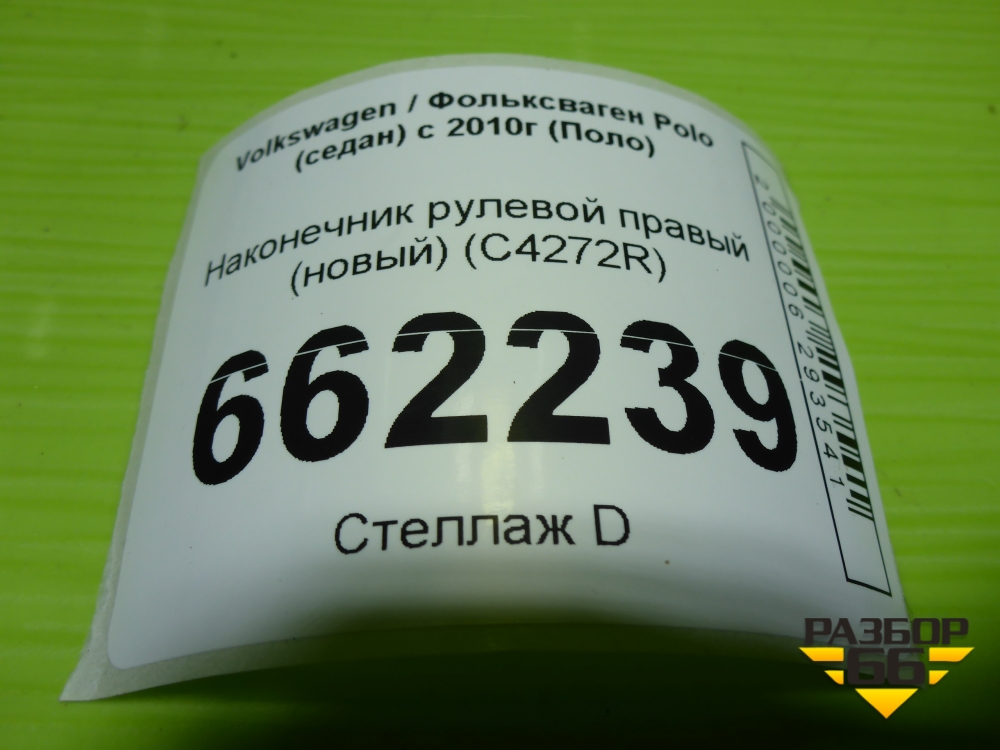 Volkswagen / Фольксваген Polo
(седан) с 2010г (Поло)
Наконечник рулевой правый
(новый) (C4272R)
662239
Стеллаж D
2000006293541
РАЗБОР
66